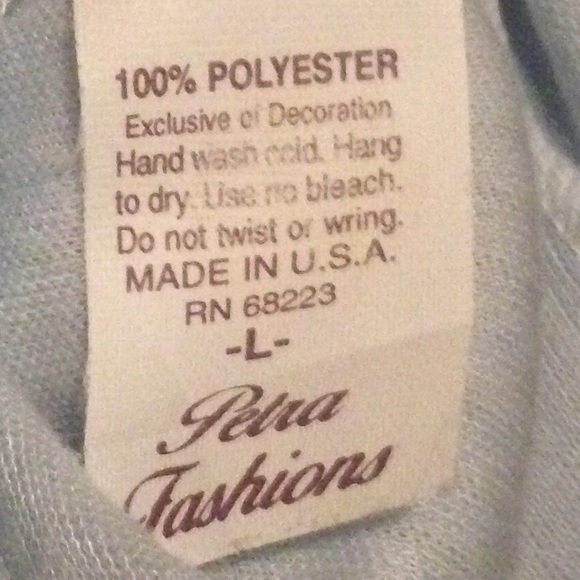 100% POLYESTER
Exclusive of Decoration
Hand wash cold. Hang
to dry. Use no bleach.
Do not twist or wring.
MADE IN U.S.A.
RN 68223
-L-
Petra
Fashions